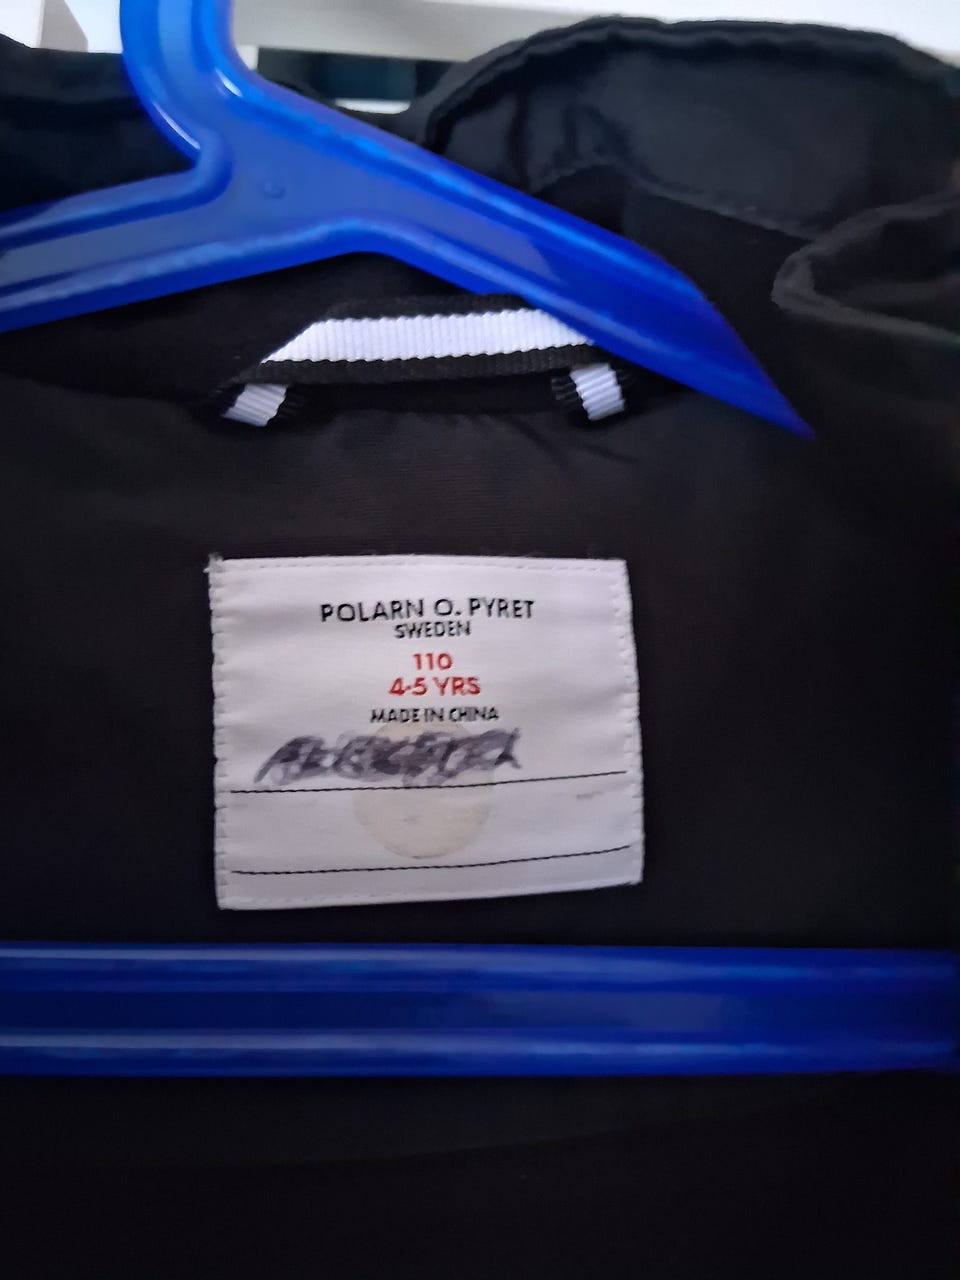 POLARN O. PYRET
SWEDEN
110
4-5 YRS
MADE IN CHINA